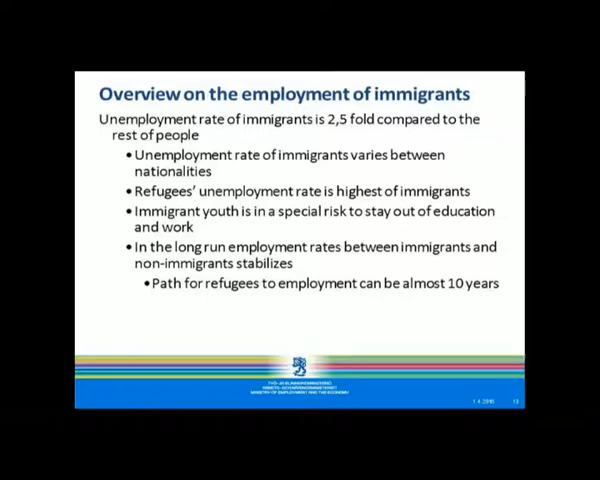 Overview on the employment of immigrants
Unemployment rate of immigrants is 2,5 fold compared to the
rest of people
• Unemployment rate of immigrants varies between
nationalities
• Refugees' unemployment rate is highest of immigrants
• Immigrant youth is in a special risk to stay out of education
and work
• In the long run employment rates between immigrants and
non-immigrants stabilizes
• Path for refugees to employment can be almost 10 years
TYÖ- JA ELINKEINOMINISTERIÖ
ARBETS- OCH NÄRINGSMINISTERIET
MINISTRY OF EMPLOYMENT AND THE ECONOMY
13